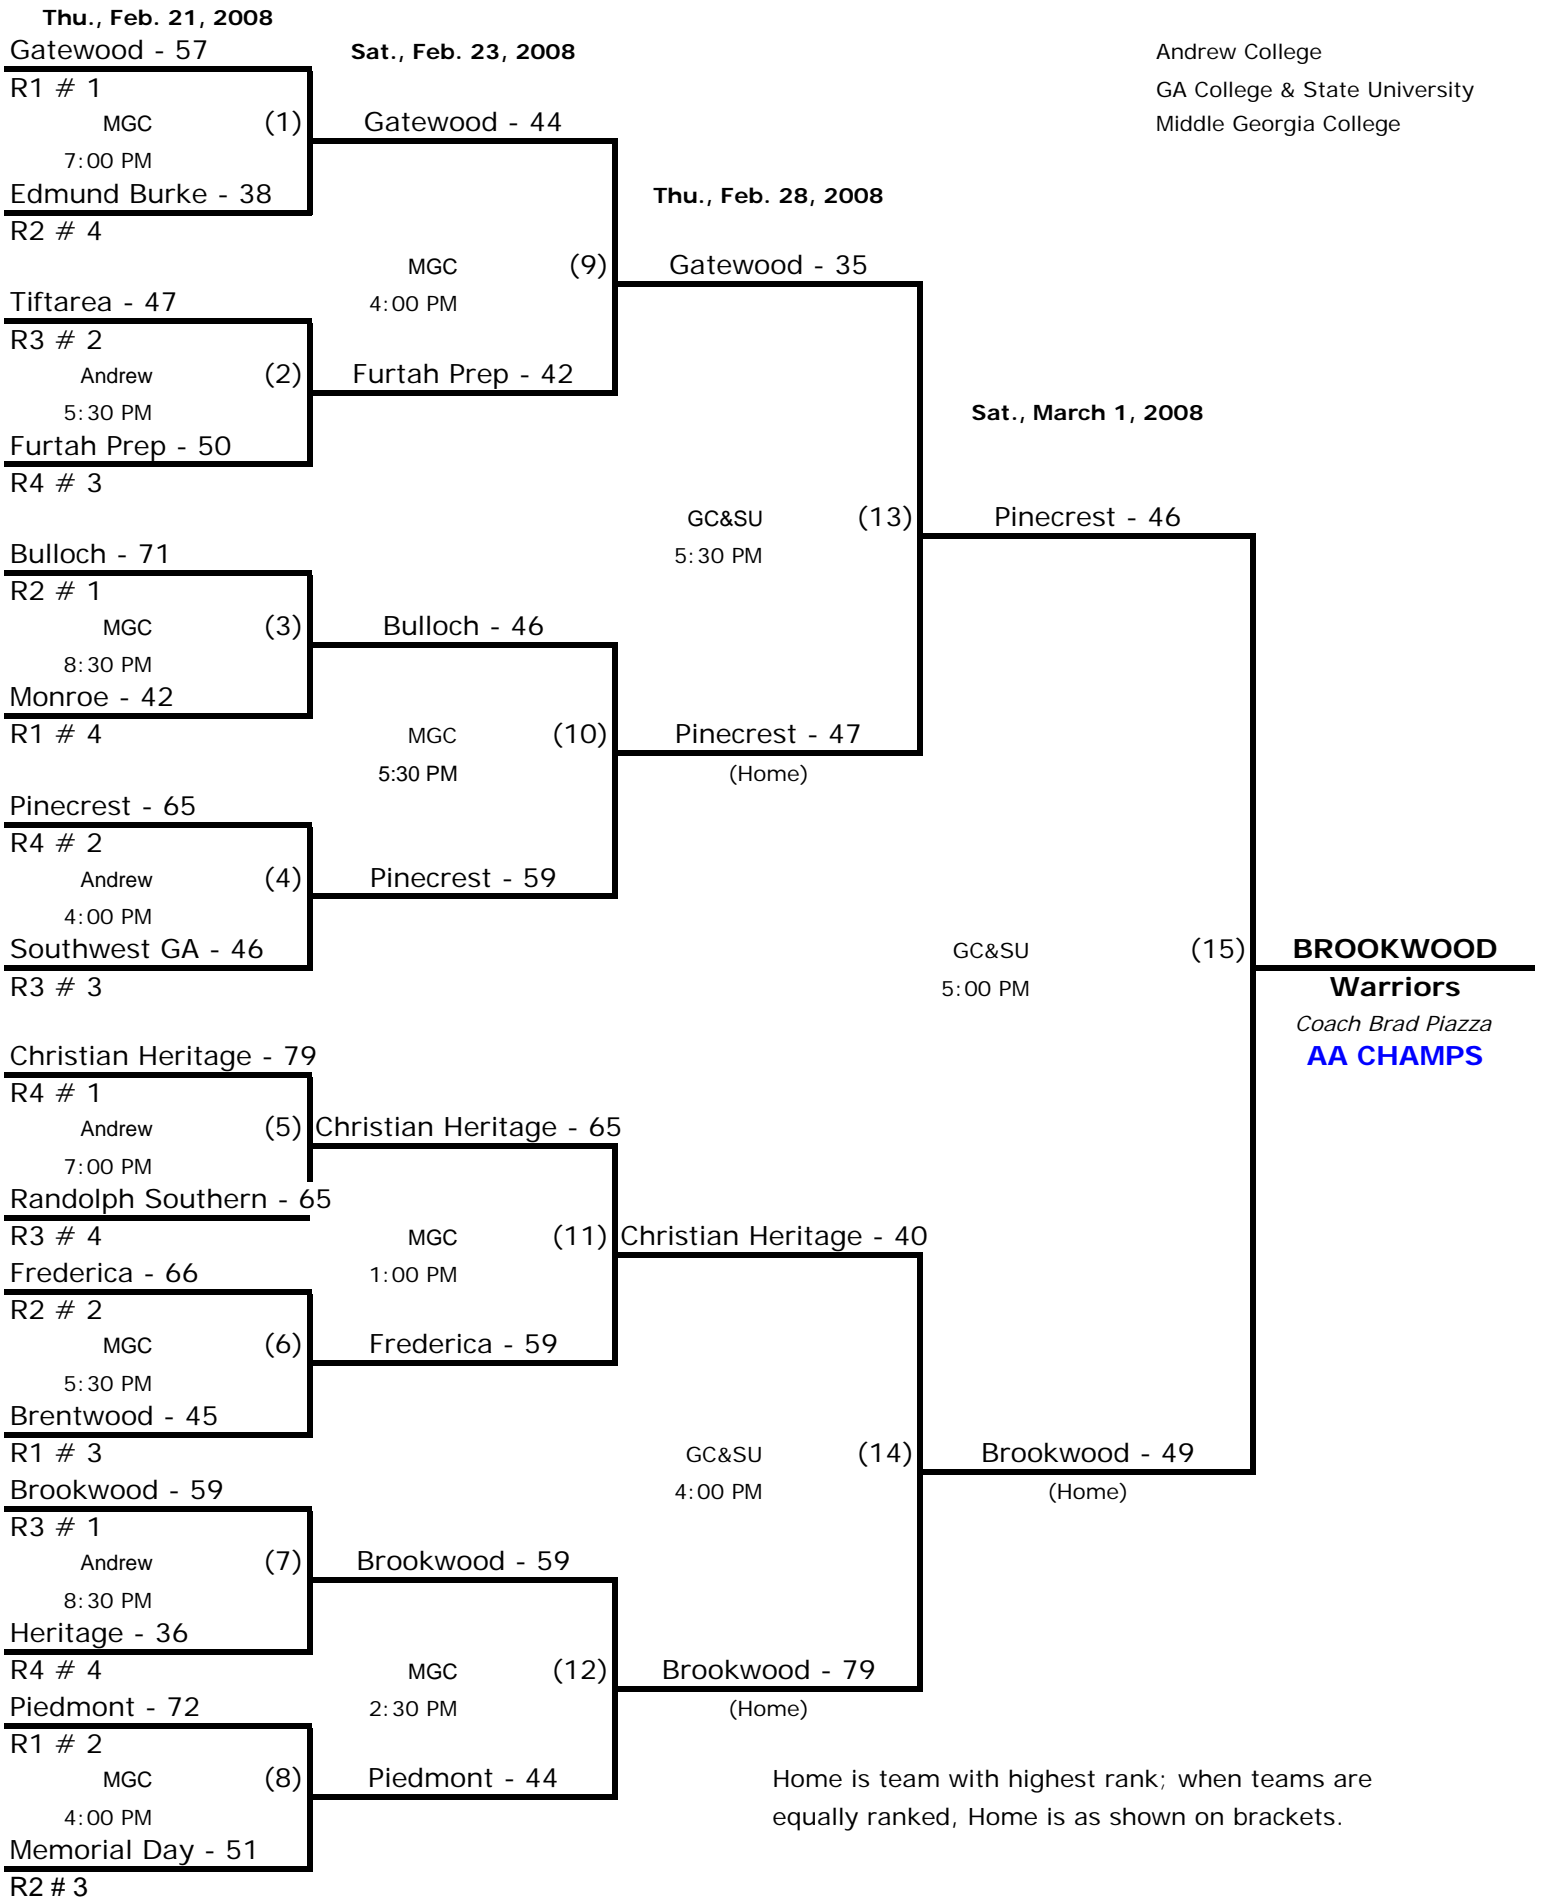 Thu., Feb. 21, 2008
Gatewood - 57
R1 # 1
MGC (1)
7:00 PM
Edmund Burke - 38
R2 # 4
Tiftarea - 47
R3 # 2
Andrew (2)
5:30 PM
Furtah Prep - 50
R4 # 3
Bulloch - 71
R2 # 1
MGC (3)
8:30 PM
Monroe - 42
R1 # 4
Pinecrest - 65
R4 # 2
Andrew (4)
4:00 PM
Southwest GA - 46
R3 # 3
Christian Heritage - 79
R4 # 1
Andrew (5)
7:00 PM
Randolph Southern - 65
R3 # 4
Frederica - 66
R2 # 2
MGC (6)
5:30 PM
Brentwood - 45
R1 # 3
Brookwood - 59
R3 # 1
Andrew (7)
8:30 PM
Heritage - 36
R4 # 4
Piedmont - 72
R1 # 2
MGC (8)
4:00 PM
Memorial Day - 51
R2 # 3
Sat., Feb. 23, 2008
Gatewood - 44
MGC (9)
4:00 PM
Furtah Prep - 42
Bulloch - 46
MGC (10)
5:30 PM
Pinecrest - 59
Christian Heritage - 65
MGC (11)
1:00 PM
Frederica - 59
Brookwood - 59
MGC (12)
2:30 PM
Piedmont - 44
Thu., Feb. 28, 2008
Gatewood - 35
GC&SU (13)
5:30 PM
Pinecrest - 47
(Home)
Christian Heritage - 40
GC&SU (14)
4:00 PM
Brookwood - 79
(Home)
Sat., March 1, 2008
Pinecrest - 46
GC&SU (15)
5:00 PM
Brookwood - 49
(Home)
BROOKWOOD
Warriors
Coach Brad Piazza
AA CHAMPS
Andrew College
GA College & State University
Middle Georgia College
Home is team with highest rank; when teams are
equally ranked, Home is as shown on brackets.